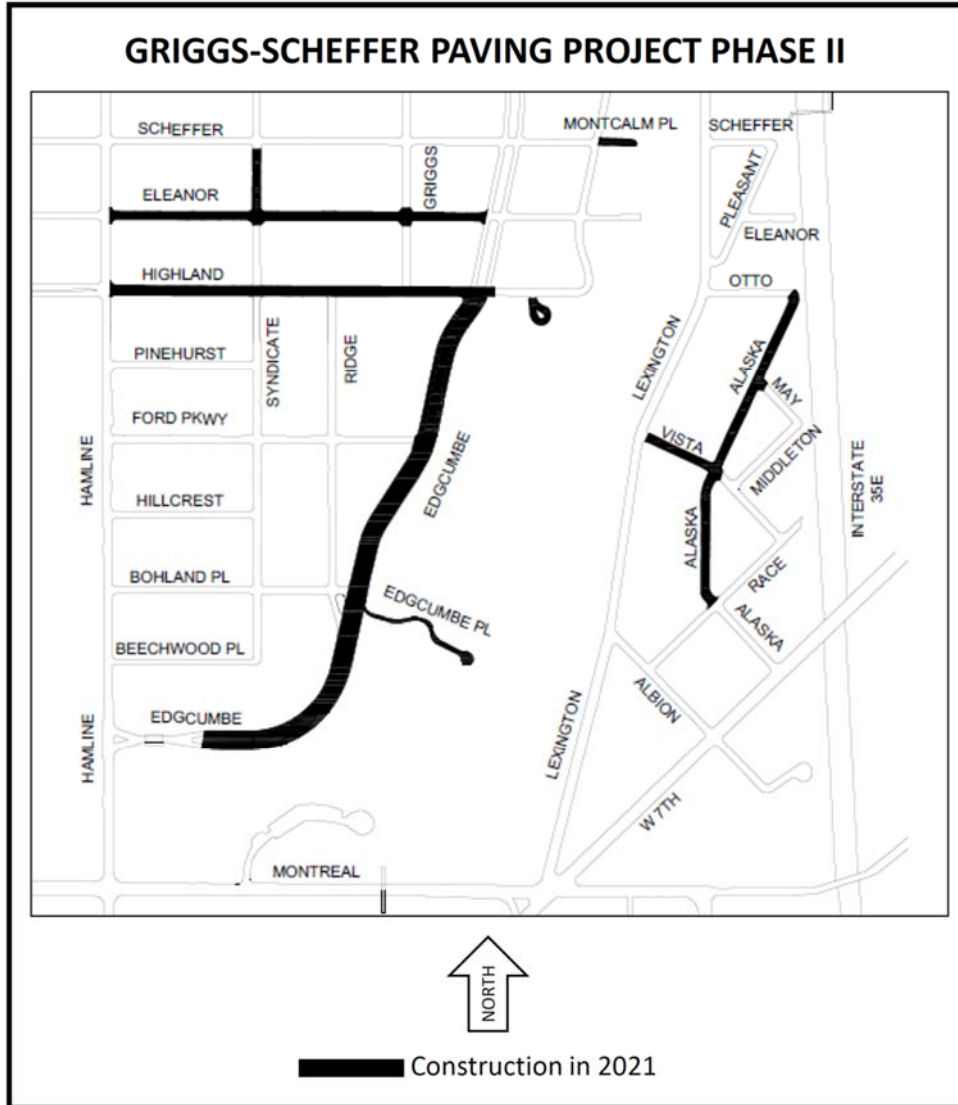 GRIGGS-SCHEFFER PAVING PROJECT PHASE II
MONTCALM PL
SCHEFFER
SCHEFFER
GRIGGS
PLEASANT
ELEANOR
ELEANOR
HIGHLAND
OTTO
SYNDICATE
RIDGE
LEXINGTON
ALASKA
PINEHURST
MAY
FORD PKWY
VISTA
MIDDLETON
HAMLINE
EDGCUMBE
INTERSTATE
35E
HILLCREST
ALASKA
RACE
BOHLAND PL
EDGCUMBE PL
ALASKA
BEECHWOOD PL
ALBION
EDGCUMBE
HAMLINE
LEXINGTON
W 7TH
MONTREAL
NORTH
Construction in 2021